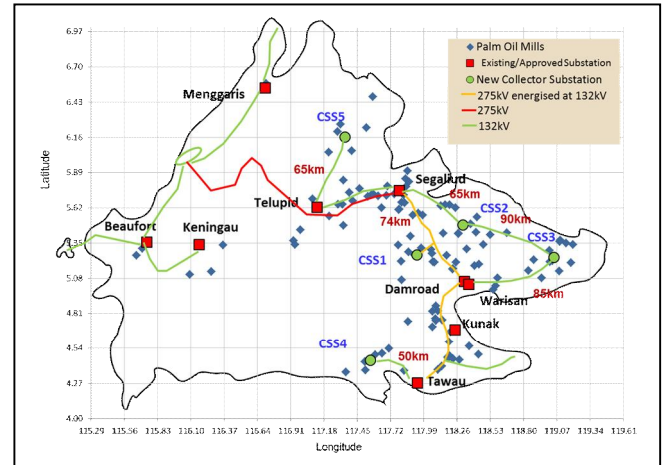 6.97
6.70
6.43
6.16
5.89
5.62
5.35
5.08
4.81
4.54
4.27
4.00
Latitude
Palm Oil Mills
Existing/Approved Substation
New Collector Substation
275kV energised at 132kV
275kV
132kV
Menggaris
CSS5
65km
Segaliud
Telupid
74km
65km
CSS2
90km
Beaufort
Keningau
CSS1
CSS3
Damroad
85km
Warisan
Kunak
CSS4
50km
Tawau
115.29 115.56 115.83 116.10 116.37 116.64 116.91 117.18 117.45 117.72 117.99 118.26 118.53 118.80 119.07 119.34 119.61
Longitude